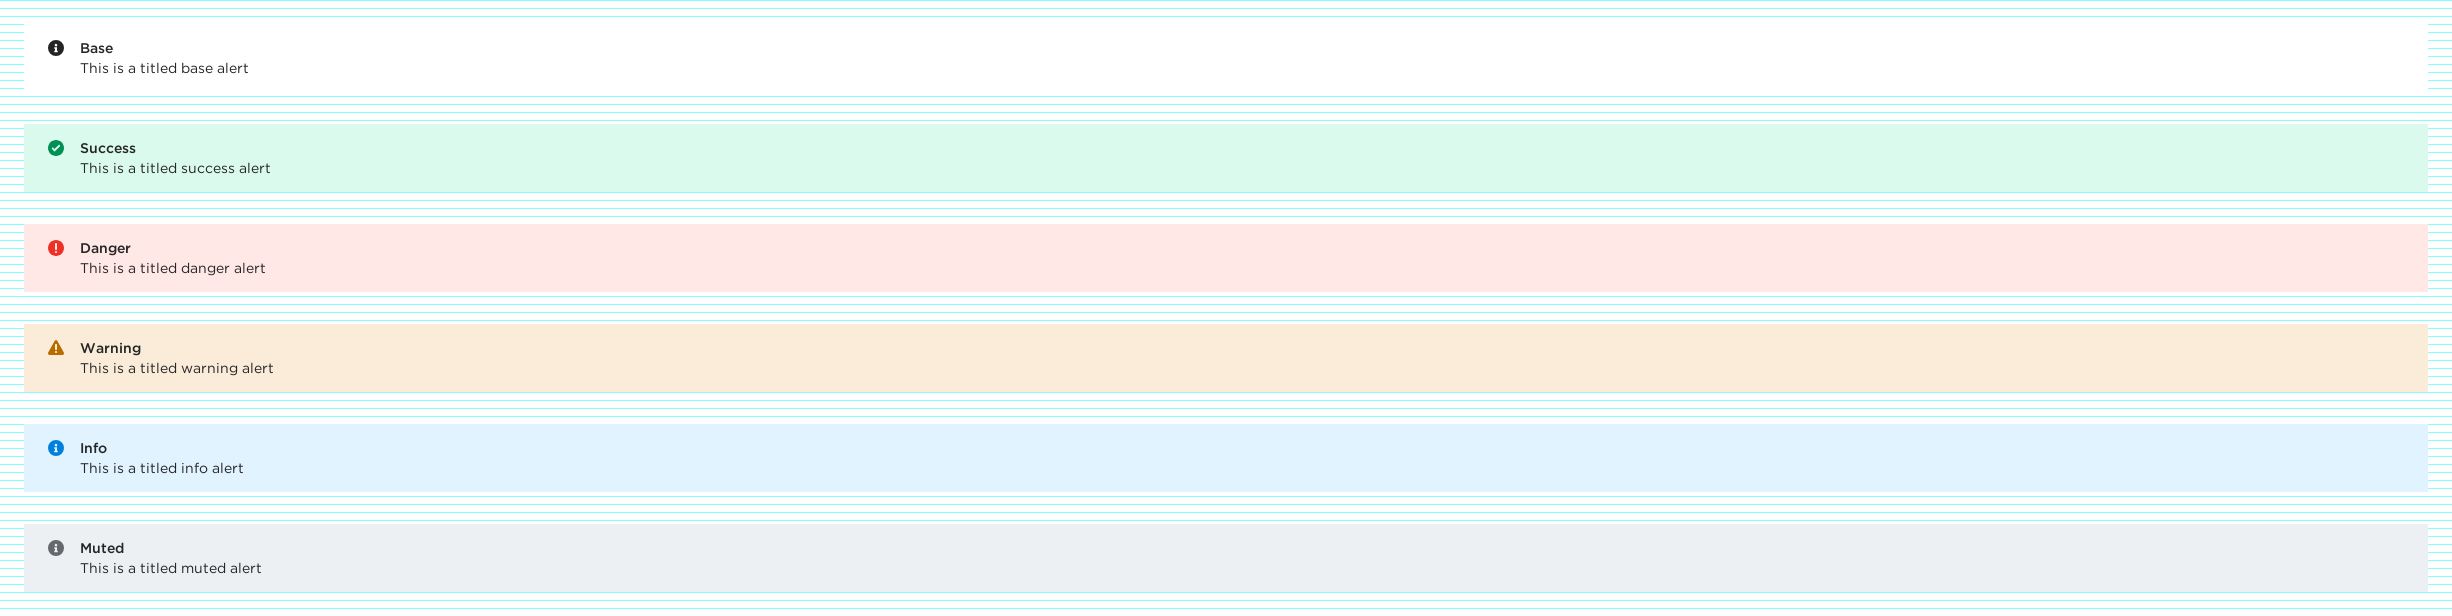 Base
This is a titled base alert
Success
This is a titled success alert
Danger
This is a titled danger alert
Warning
This is a titled warning alert
Info
This is a titled info alert
Muted
This is a titled muted alert